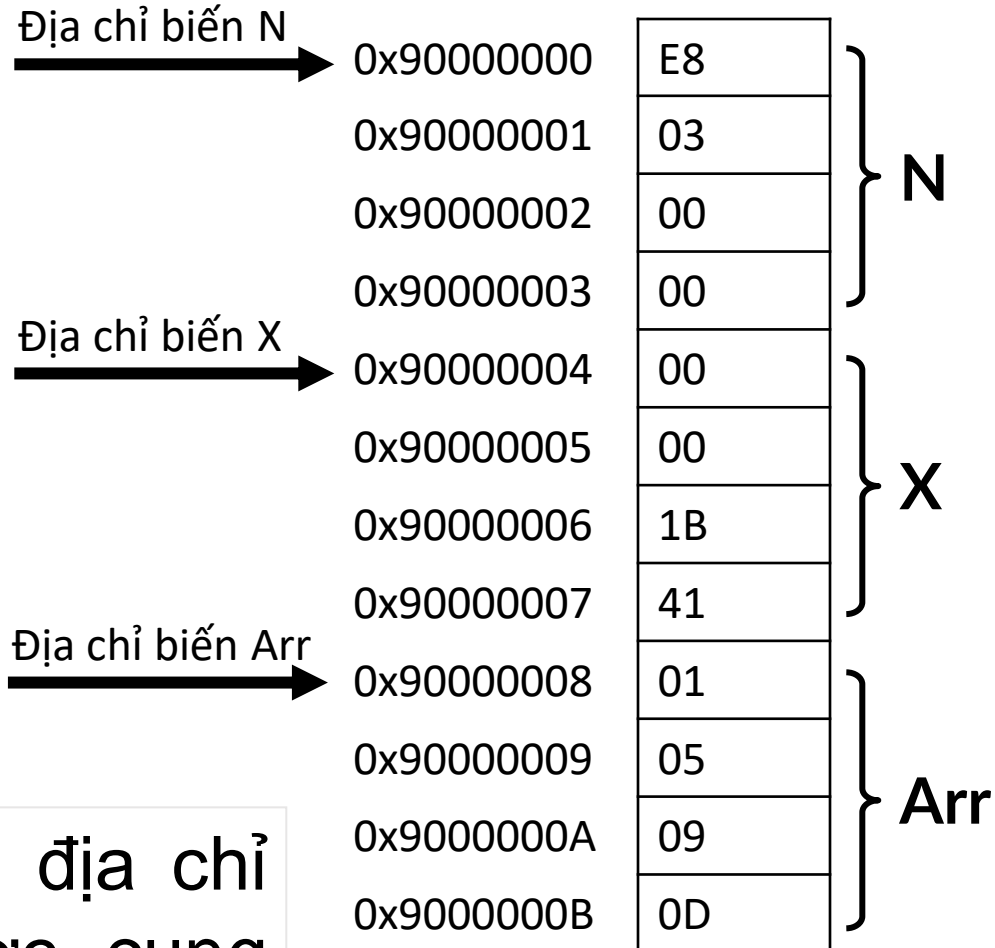 Địa chỉ biến N
0x90000000 E8
0x90000001 03
N
0x90000002 00
0x90000003 00
Địa chỉ biến X
0x90000004 00
0x90000005 00
X
0x90000006 1B
0x90000007 41
Địa chỉ biến Arr
0x90000008 01
0x90000009 05
Arr
0x9000000A 09
0x9000000B 0D
địa chỉ